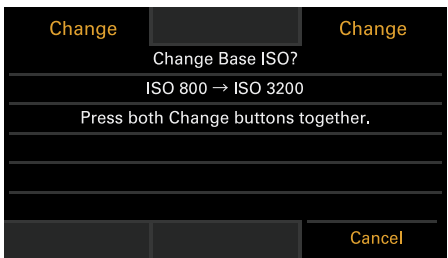 Change Change
Change Base ISO?
ISO 800 → ISO 3200
Press both Change buttons together.
Cancel